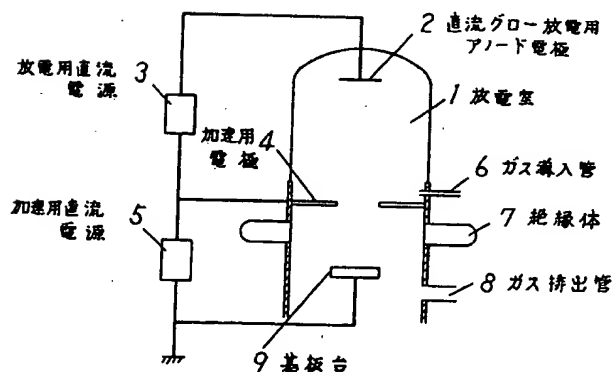 2 直流グロー放電用
アノード電極
放電用直流 3
電源
1 放電室
加速用 4
電極
6 ガス導入管
加速用直流 5
電源
7 絶縁体
8 ガス排出管
9 基板台